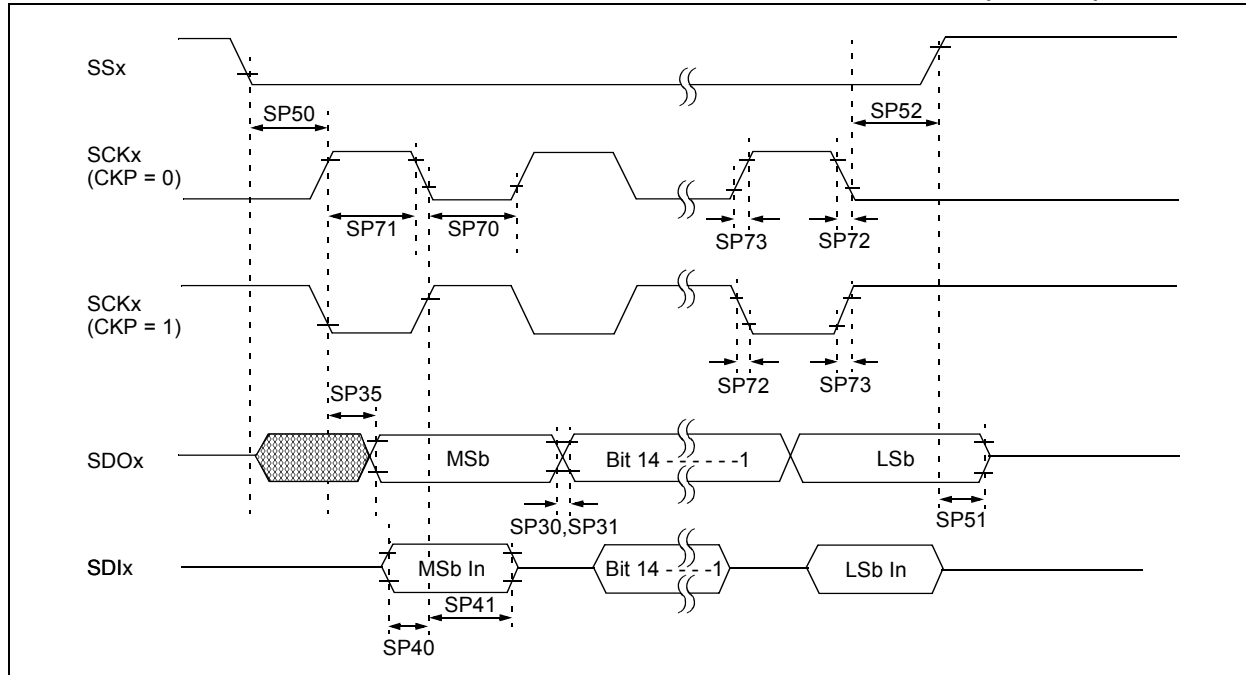 SSx
SP50
SP52
SCKx
(CKP = 0)
SP71
SP70
SP73
SP72
SCKx
(CKP = 1)
SP72
SP73
SP35
SDOx
MSb
Bit 14 - - - - - - -1
LSb
SP30,SP31
SP51
SDIx
MSb In
Bit 14 - - - - -1
LSb In
SP41
SP40